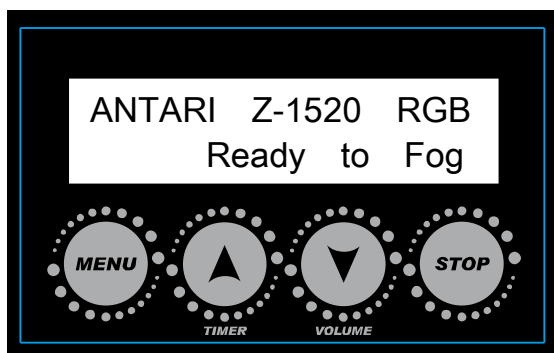 ANTARI Z-1520 RGB
Ready to Fog
MENU
STOP
TIMER
VOLUME